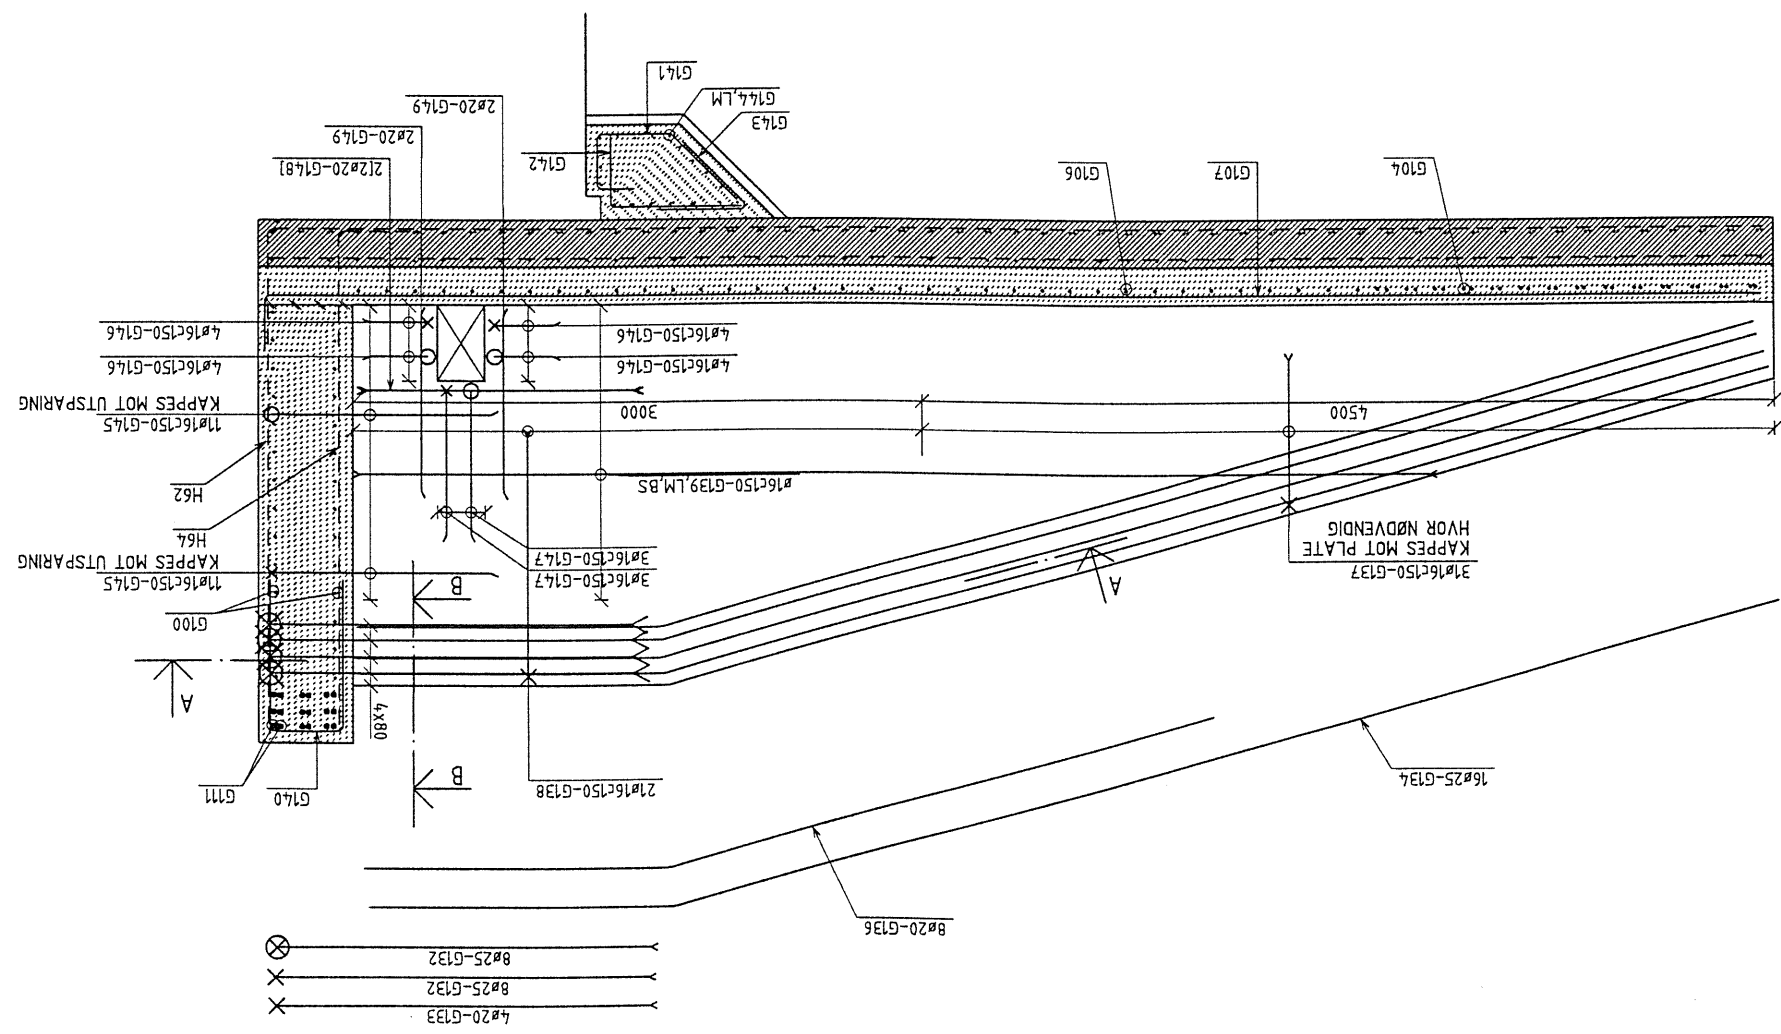 4ø20-G133
8ø25-G132
8ø25-G132
8ø20-G136
16ø25-G134
21ø16c150-G138
G140
G111
B
4x80
A
G100
A
B
31ø16c150-G137
KAPPES MOT PLATE
HVOR NØDVENDIG
3ø16c150-G147
3ø16c150-G147
11ø16c150-G145
KAPPES MOT UTSPARING
H64
H62
ø16c150-G139,LM,BS
4500
3000
11ø16c150-G145
KAPPES MOT UTSPARING
4ø16c150-G146
4ø16c150-G146
4ø16c150-G146
4ø16c150-G146
G104
G107
G106
G142
2[2ø20-G148]
2ø20-G149
G143
G144,LM
2ø20-G149
G141